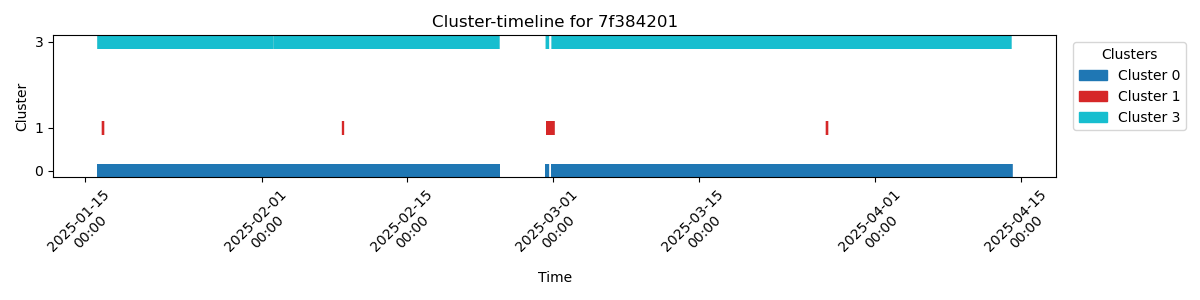 Cluster-timeline for 7f384201
Cluster
3
1
0
2025-01-15
00:00
2025-02-01
00:00
2025-02-15
00:00
2025-03-01
00:00
2025-03-15
00:00
2025-04-01
00:00
2025-04-15
00:00
Time
Clusters
Cluster 0
Cluster 1
Cluster 3